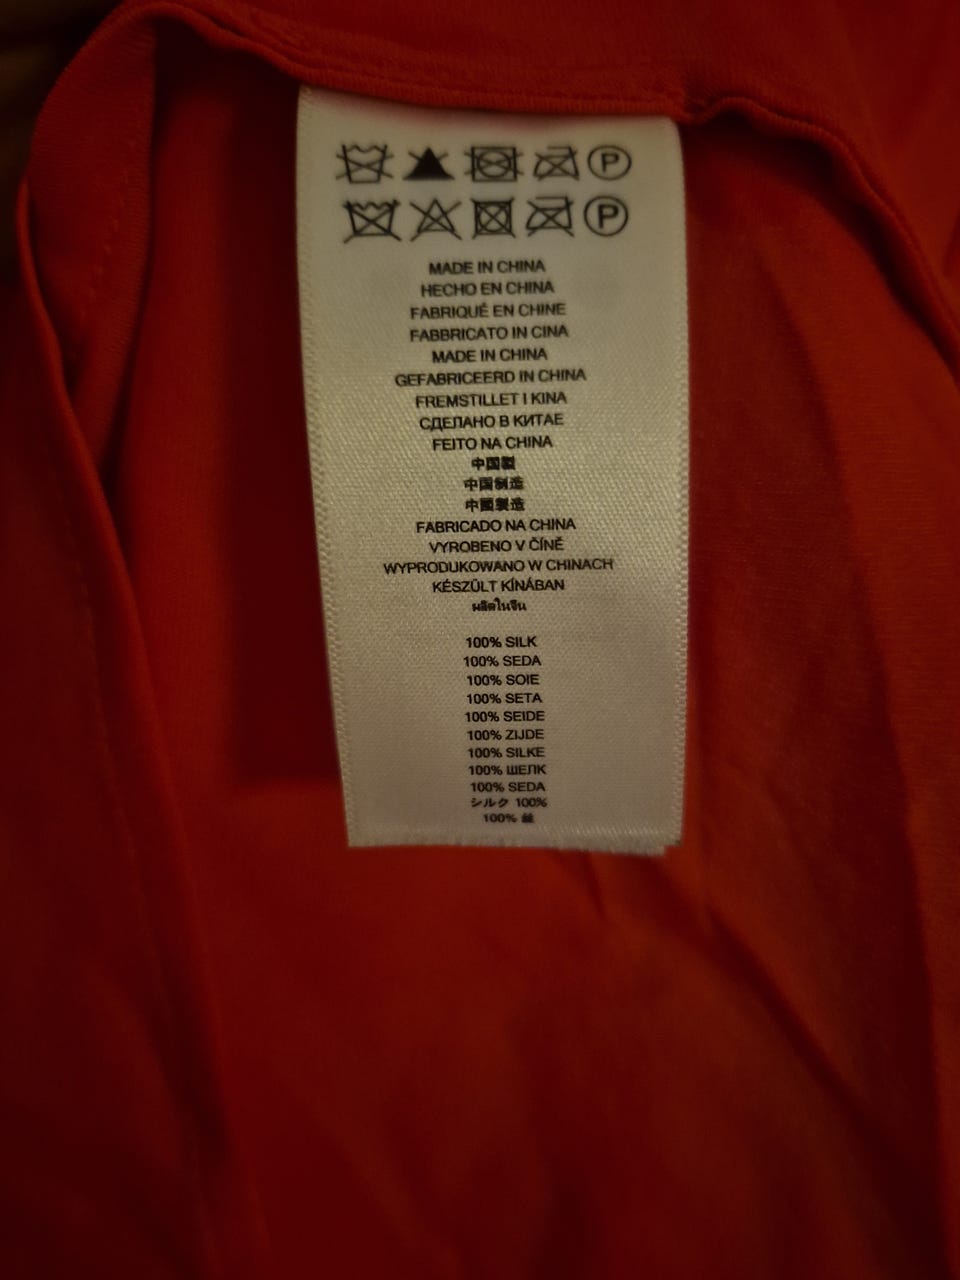 P
P
MADE IN CHINA
HECHO EN CHINA
FABRIQUÉ EN CHINE
FABBRICATO IN CINA
MADE IN CHINA
GEFABRICEERD IN CHINA
FREMSTILLET I KINA
СДЕЛАНО В КИТАЕ
FEITO NA CHINA
中国製
中国制造
中國製造
FABRICADO NA CHINA
VYROBENO V ČÍNĚ
WYPRODUKOWANO W CHINACH
KÉSZÜLT KÍNÁBAN
ผลิตในจีน
100% SILK
100% SEDA
100% SOIE
100% SETA
100% SEIDE
100% ZIJDE
100% SILKE
100% ШЕЛК
100% SEDA
シルク 100%
100% 絲